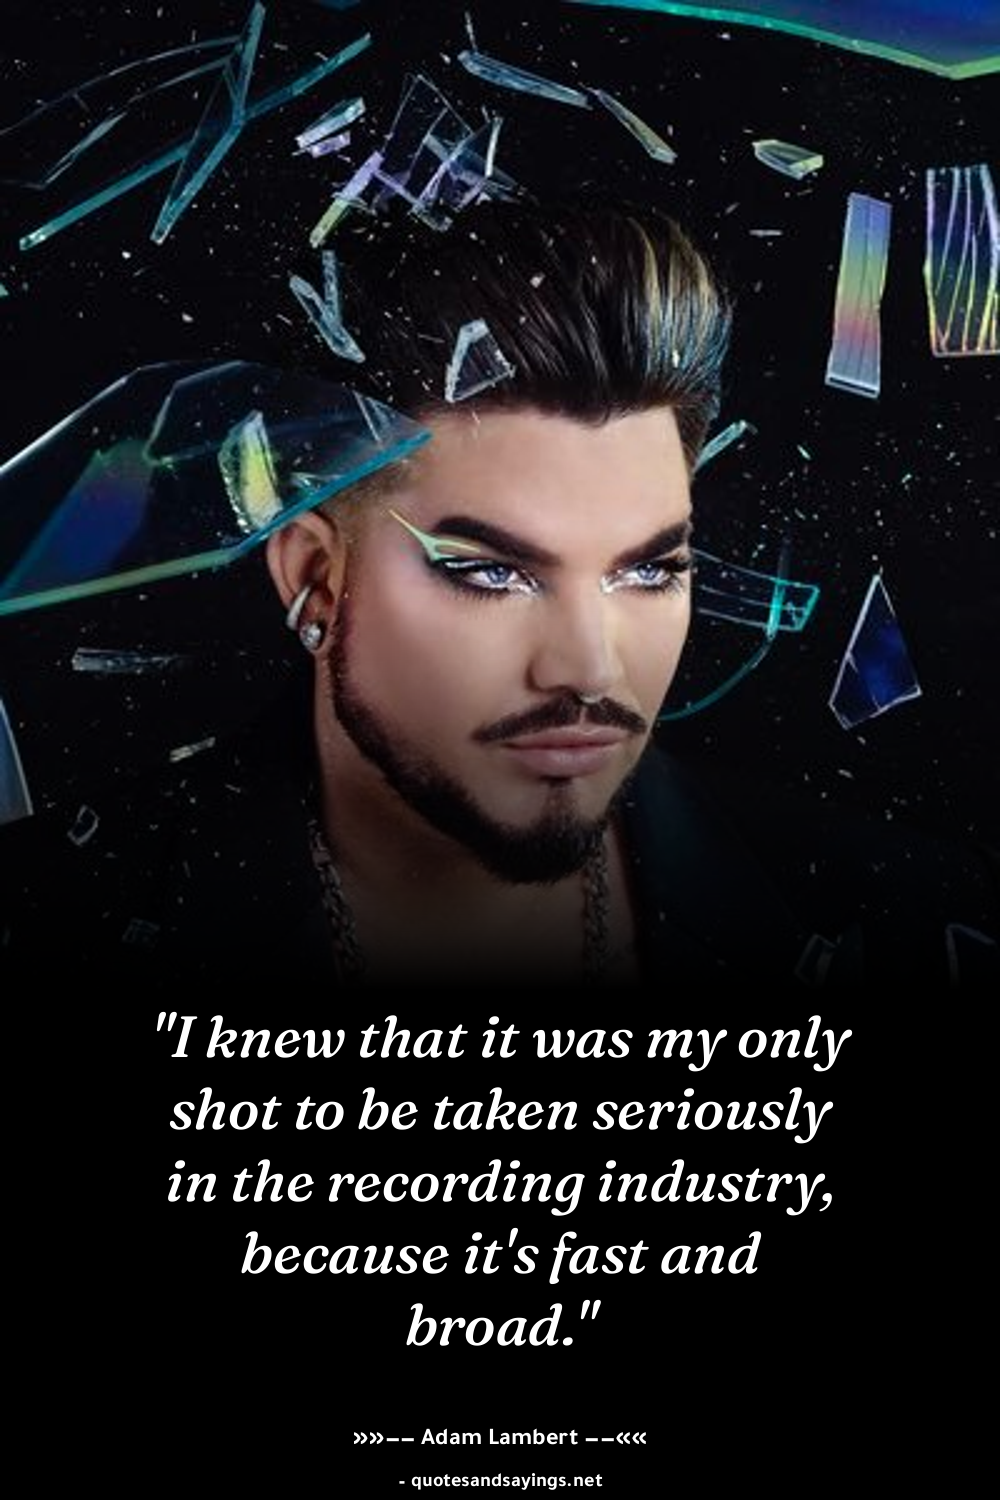 "I knew that it was my only
shot to be taken seriously
in the recording industry,
because it's fast and
broad."
»»−− Adam Lambert −−««
- quotesandsayings.net